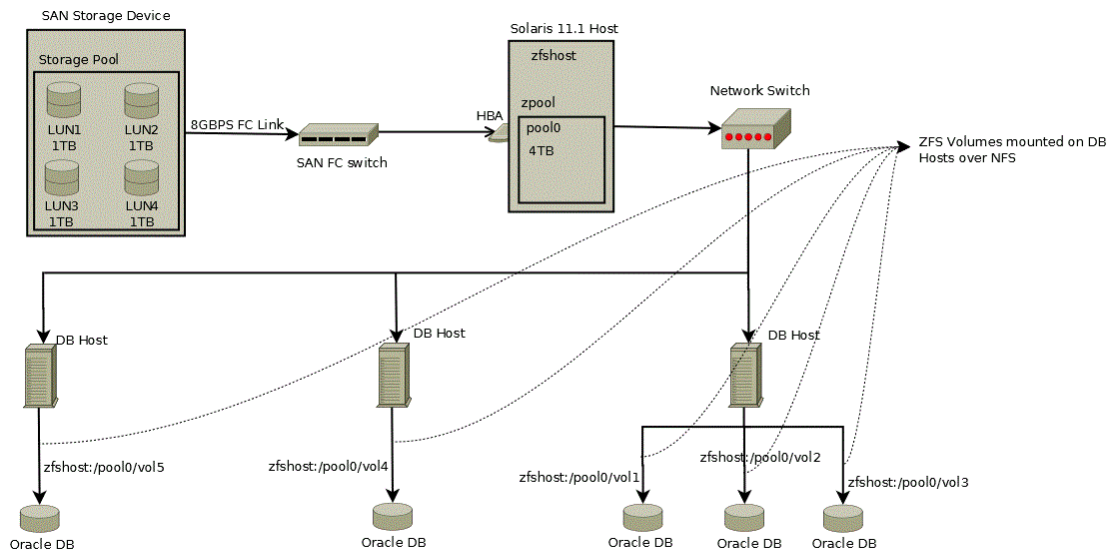 SAN Storage Device
Storage Pool
LUN1
1TB
LUN2
1TB
LUN3
1TB
LUN4
1TB
8GBPS FC Link
SAN FC switch
HBA
Solaris 11.1 Host
zfshost
zpool
pool0
4TB
Network Switch
ZFS Volumes mounted on DB
Hosts over NFS
DB Host
DB Host
DB Host
zfshost:/pool0/vol5
zfshost:/pool0/vol4
zfshost:/pool0/vol1
zfshost:/pool0/vol2
zfshost:/pool0/vol3
Oracle DB
Oracle DB
Oracle DB
Oracle DB
Oracle DB